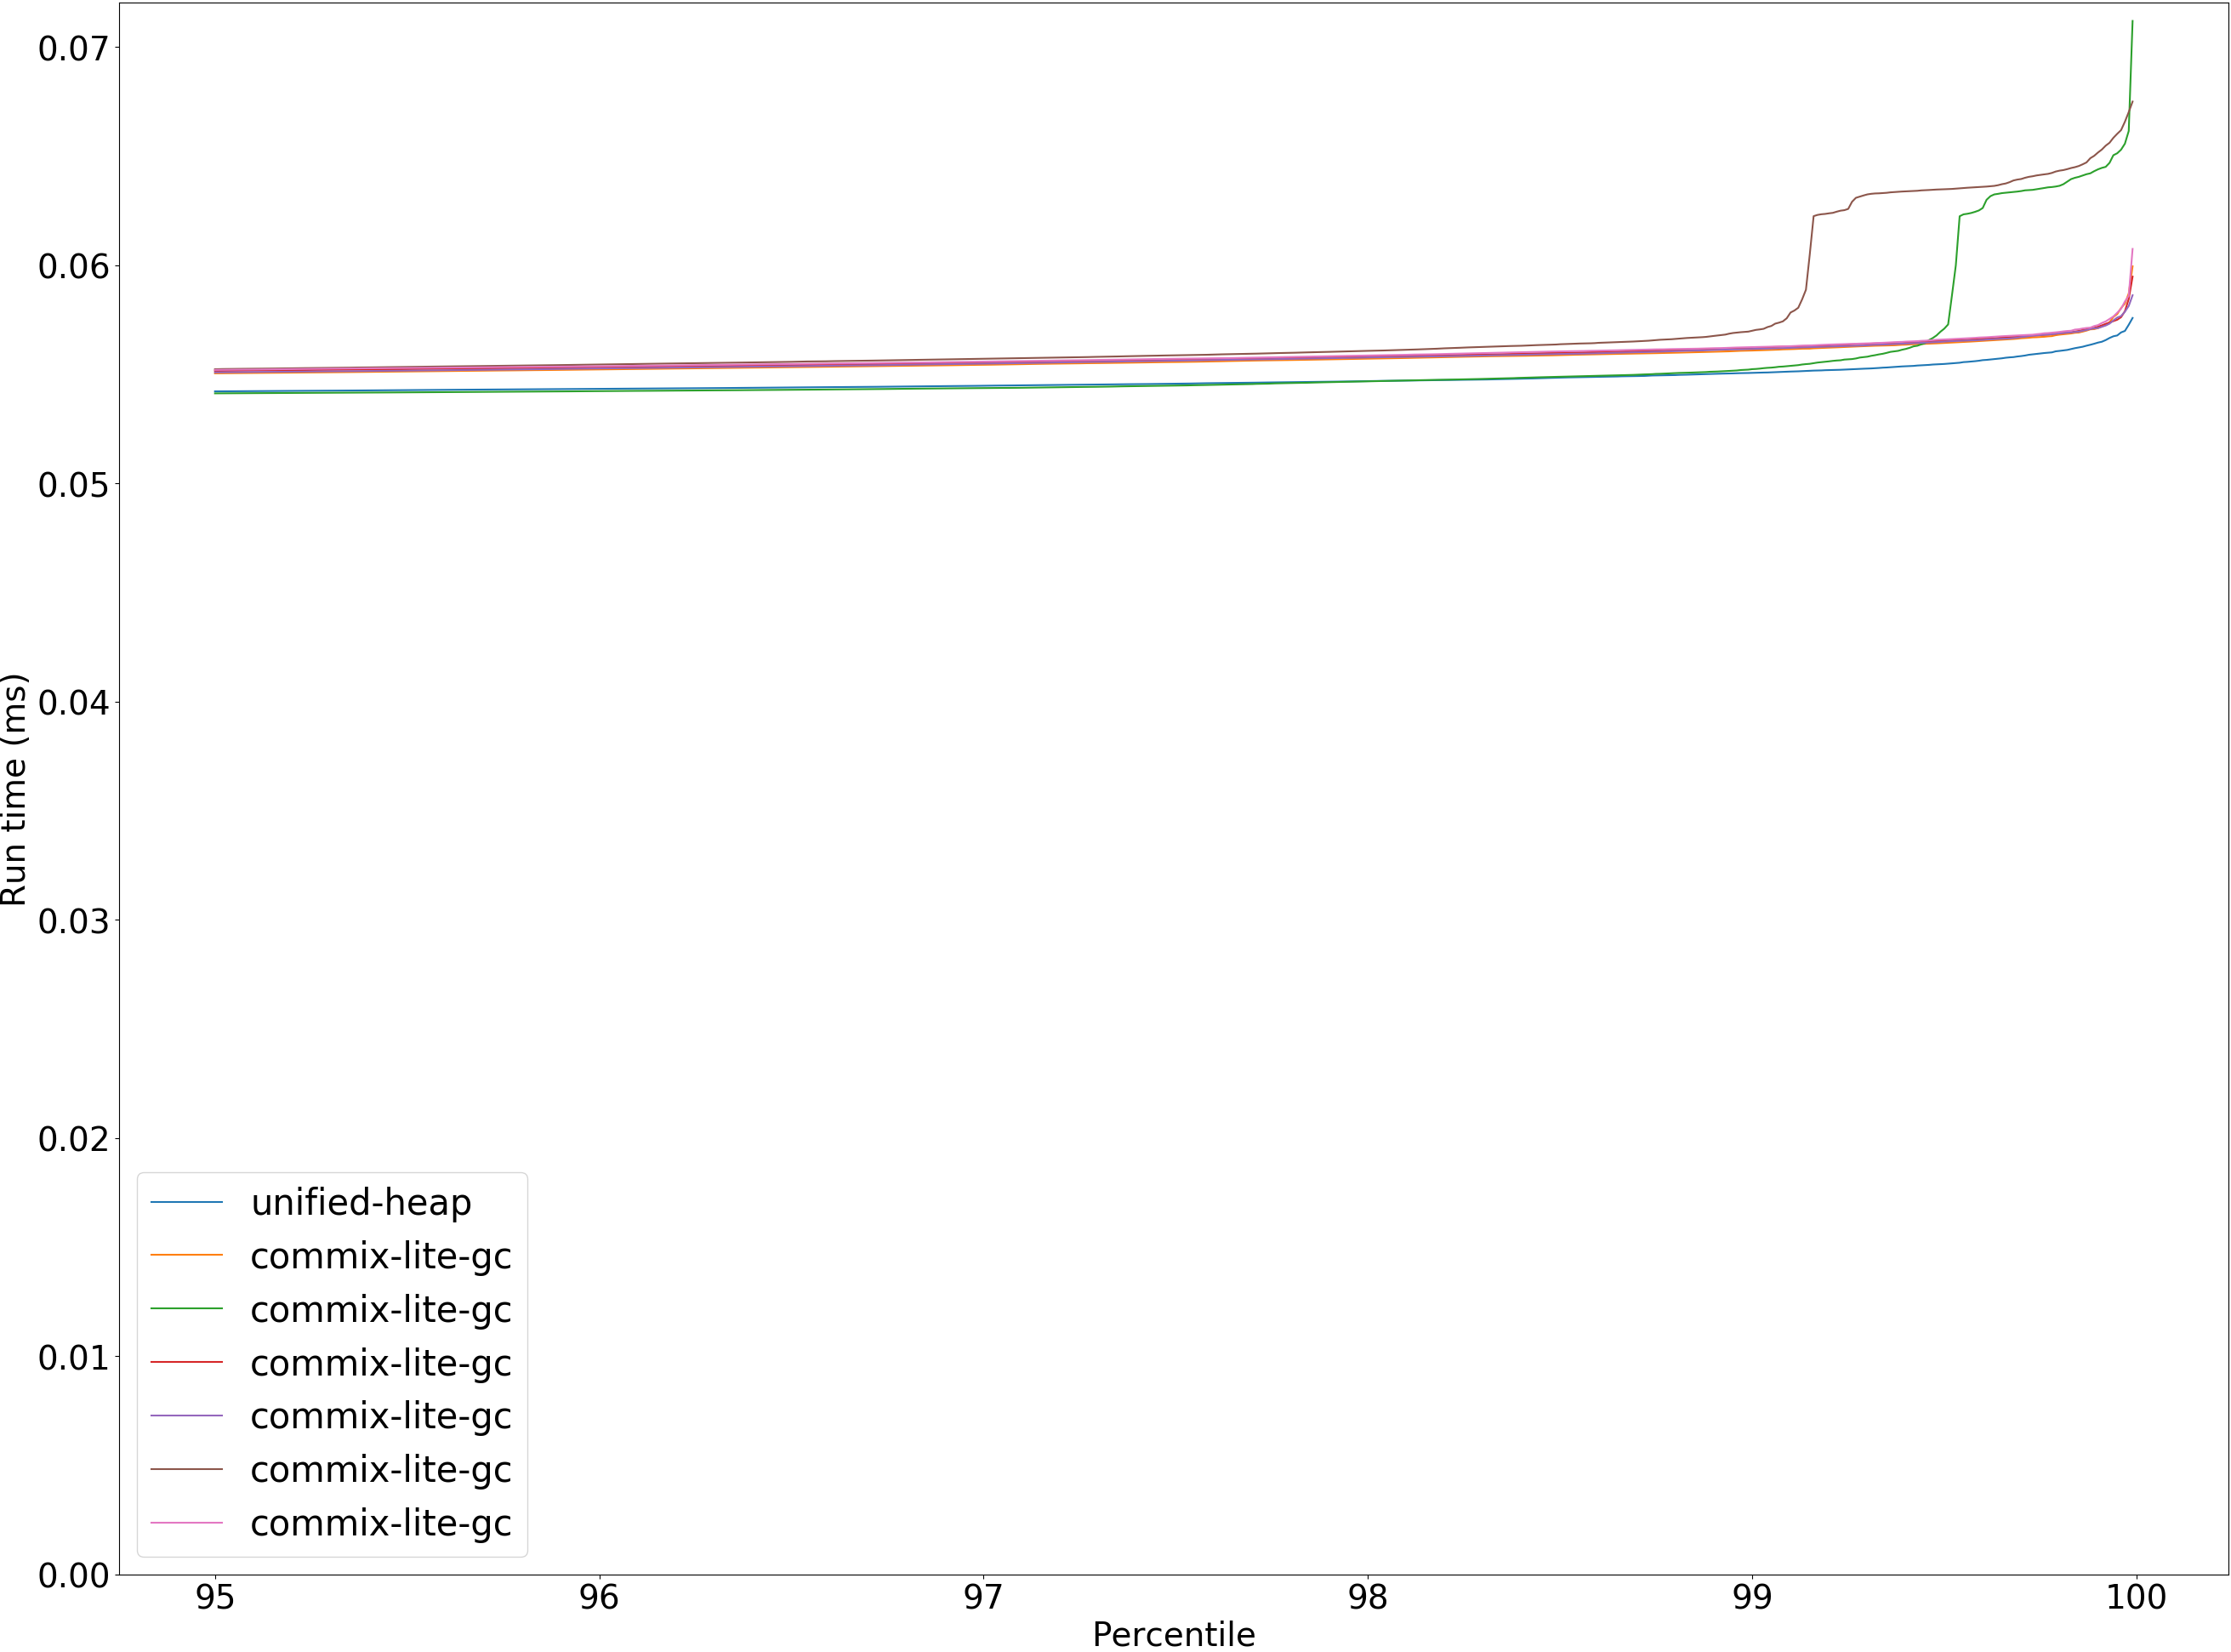 0.07
0.06
0.05
0.04
0.03
0.02
0.01
0.00
Run time (ms)
unified-heap
commix-lite-gc
commix-lite-gc
commix-lite-gc
commix-lite-gc
commix-lite-gc
commix-lite-gc
95 96 97 98 99 100
Percentile